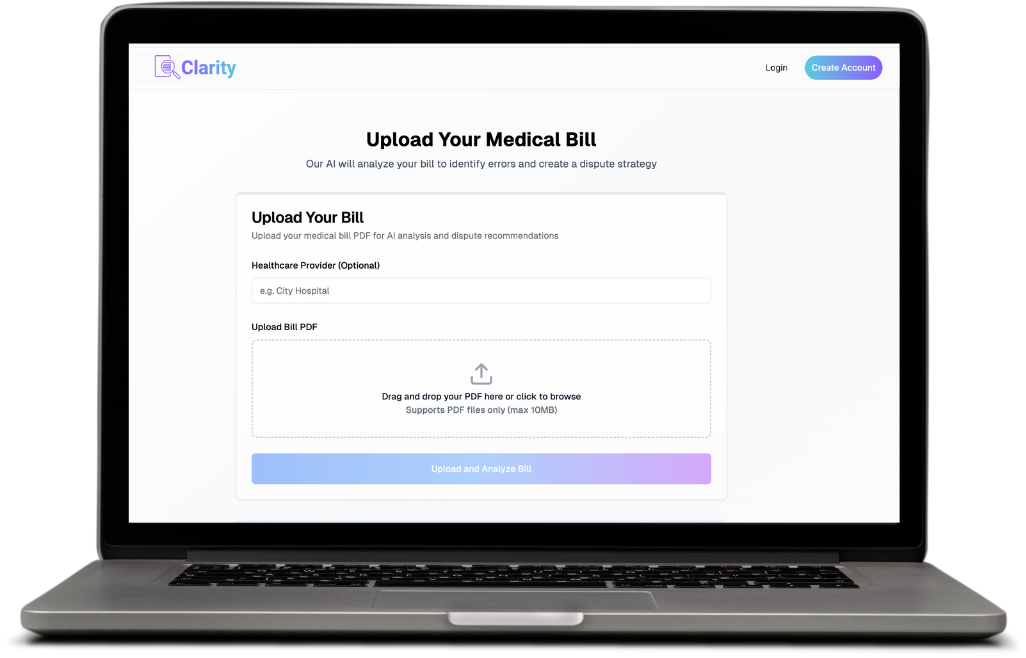 Clarity
Login
Create Account
Upload Your Medical Bill
Our AI will analyze your bill to identify errors and create a dispute strategy
Upload Your Bill
Upload your medical bill PDF for AI analysis and dispute recommendations
Healthcare Provider (Optional)
e.g. City Hospital
Upload Bill PDF
Drag and drop your PDF here or click to browse
Supports PDF files only (max 10MB)
Upload and Analyze Bill